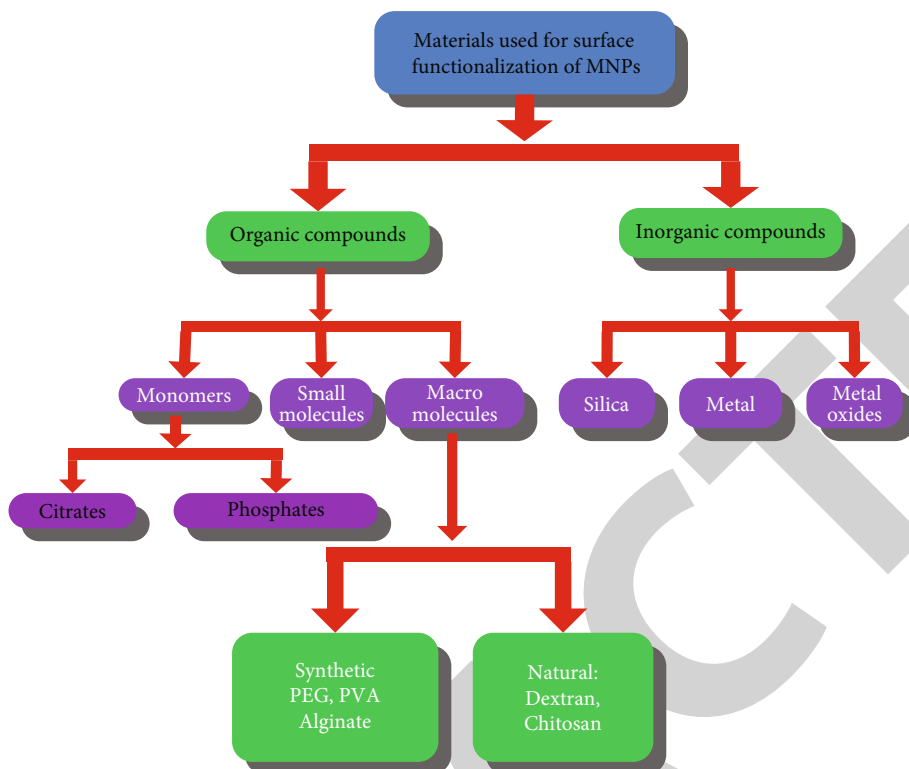 Materials used for surface
functionalization of MNPs
Organic compounds
Inorganic compounds
Monomers
Small
molecules
Macro
molecules
Silica
Metal
Metal
oxides
Citrates
Phosphates
Synthetic
PEG, PVA
Alginate
Natural:
Dextran,
Chitosan